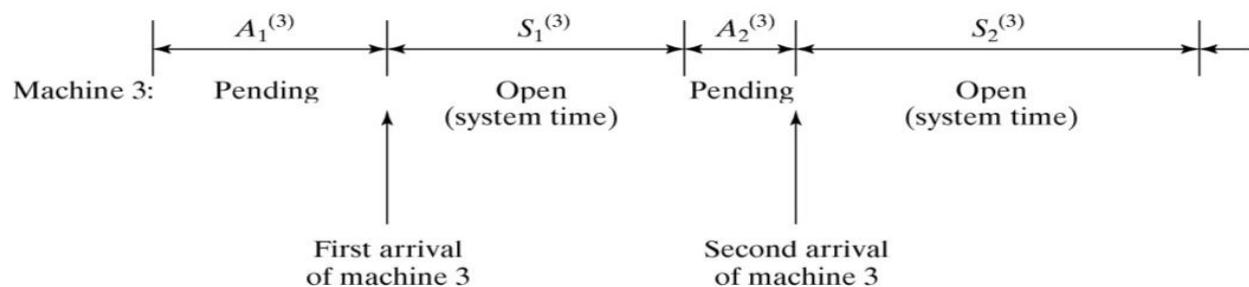 A₁⁽³⁾ S₁⁽³⁾ A₂⁽³⁾ S₂⁽³⁾
Machine 3: Pending Open Pending Open
(system time) (system time)
First arrival Second arrival
of machine 3 of machine 3